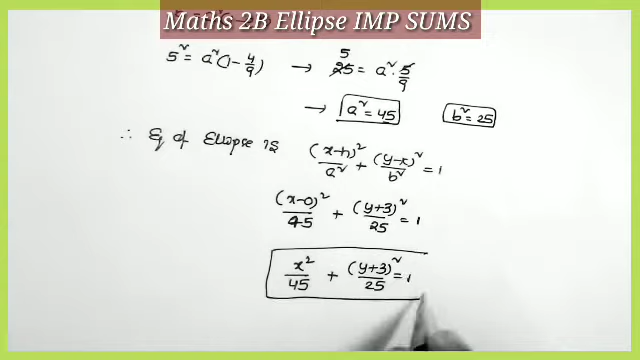 Maths 2B Ellipse IMP SUMS
5² = a²(1 - 4/9) → 25 = a² · 5/9
5
→ a² = 45 b² = 25
∴ Eq of Ellipse is (x-h)²/a² + (y-k)²/b² = 1
(x-0)²/45 + (y+3)²/25 = 1
x²/45 + (y+3)²/25 = 1